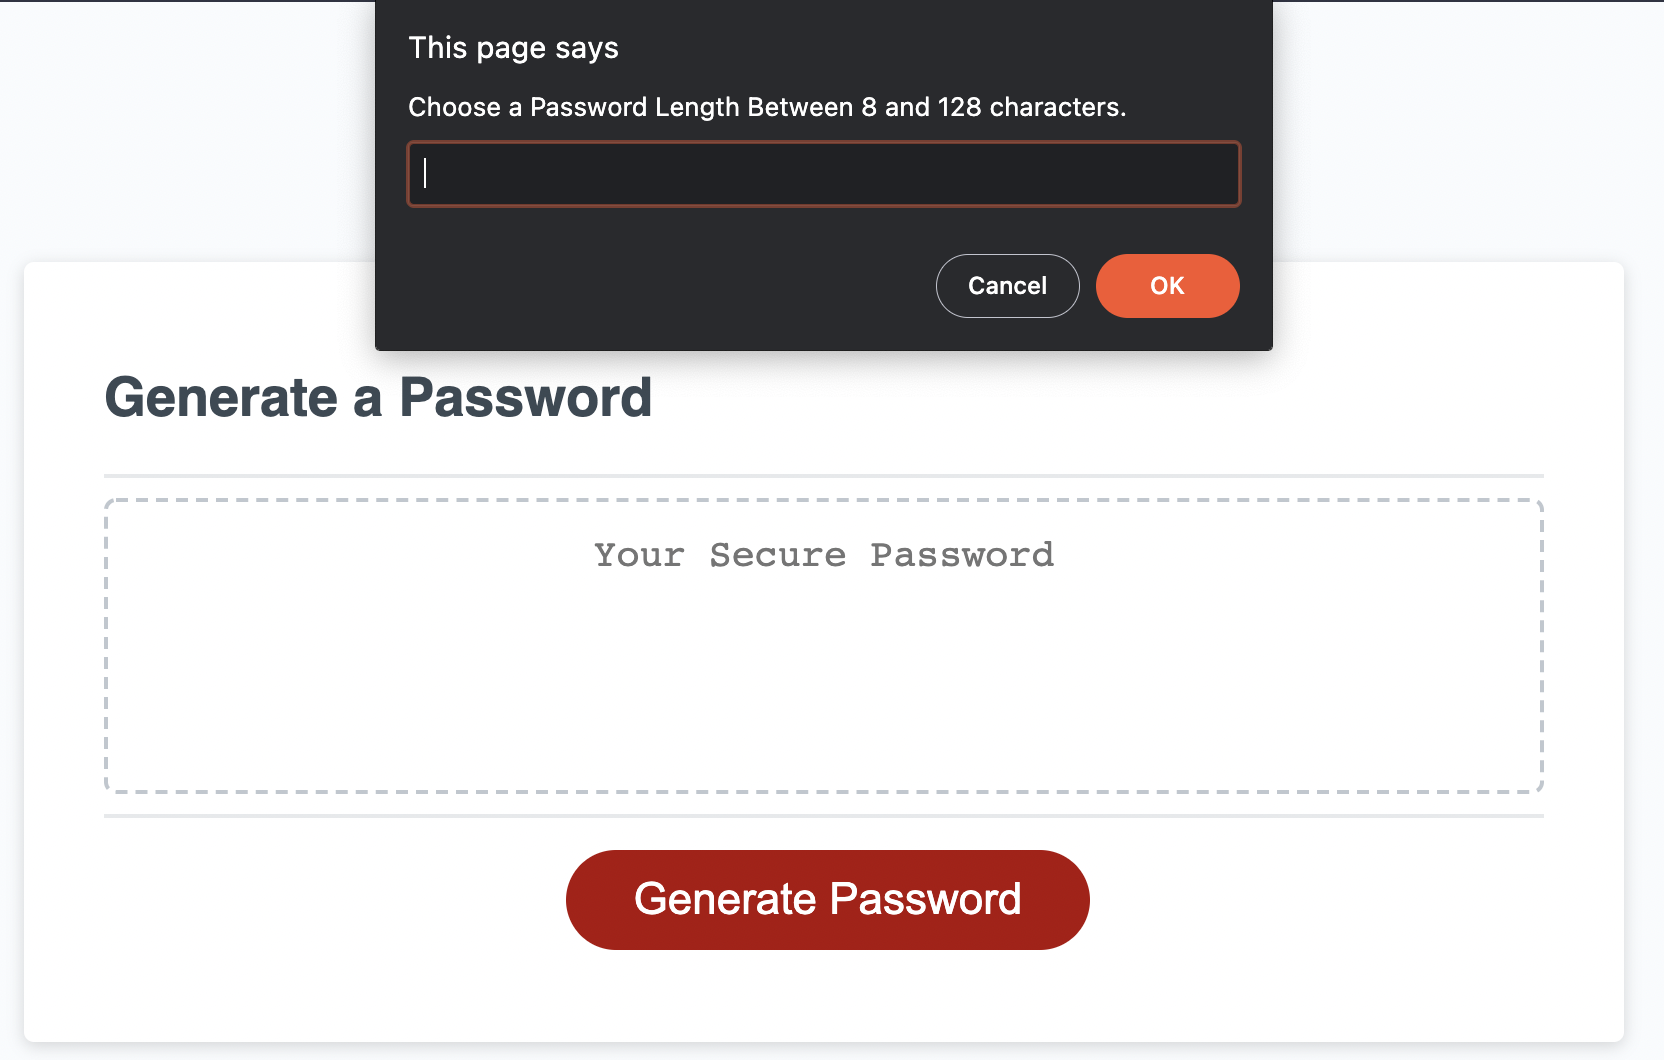 This page says
Choose a Password Length Between 8 and 128 characters.
Cancel
OK
Generate a Password
Your Secure Password
Generate Password